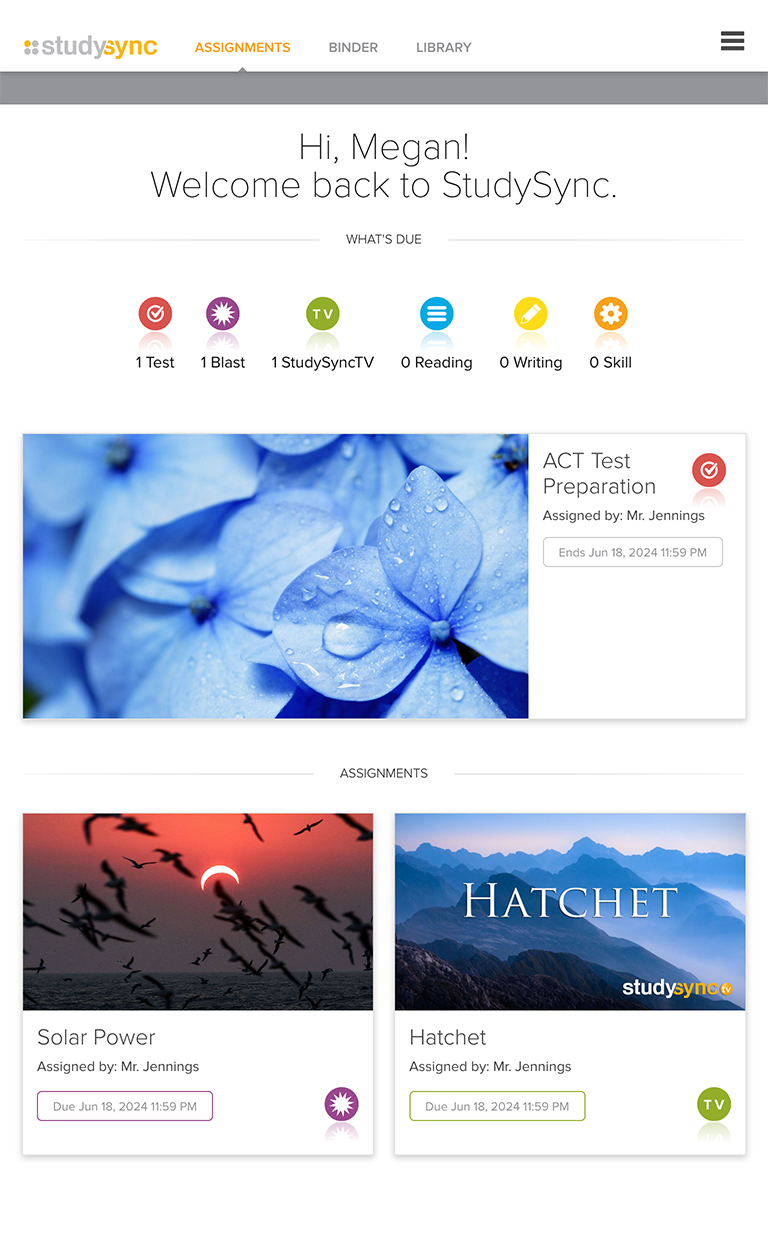 studysync
ASSIGNMENTS
BINDER
LIBRARY
Hi, Megan!
Welcome back to StudySync.
WHAT'S DUE
TV
1 Test
1 Blast
1 StudySyncTV
0 Reading
0 Writing
0 Skill
ACT Test
Preparation
Assigned by: Mr. Jennings
Ends Jun 18, 2024 11:59 PM
ASSIGNMENTS
HATCHET
studysync tv
Solar Power
Assigned by: Mr. Jennings
Due Jun 18, 2024 11:59 PM
Hatchet
Assigned by: Mr. Jennings
Due Jun 18, 2024 11:59 PM
TV